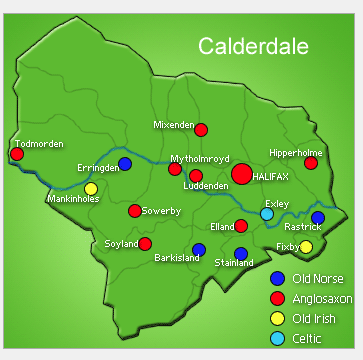 Calderdale
Mixenden
Todmorden
Hipperholme
Mytholmroyd
Erringden
HALIFAX
Luddenden
Mankinholes
Exley
Sowerby
Elland
Rastrick
Soyland
Fixby
Barkisland
Stainland
Old Norse
Anglosaxon
Old Irish
Celtic